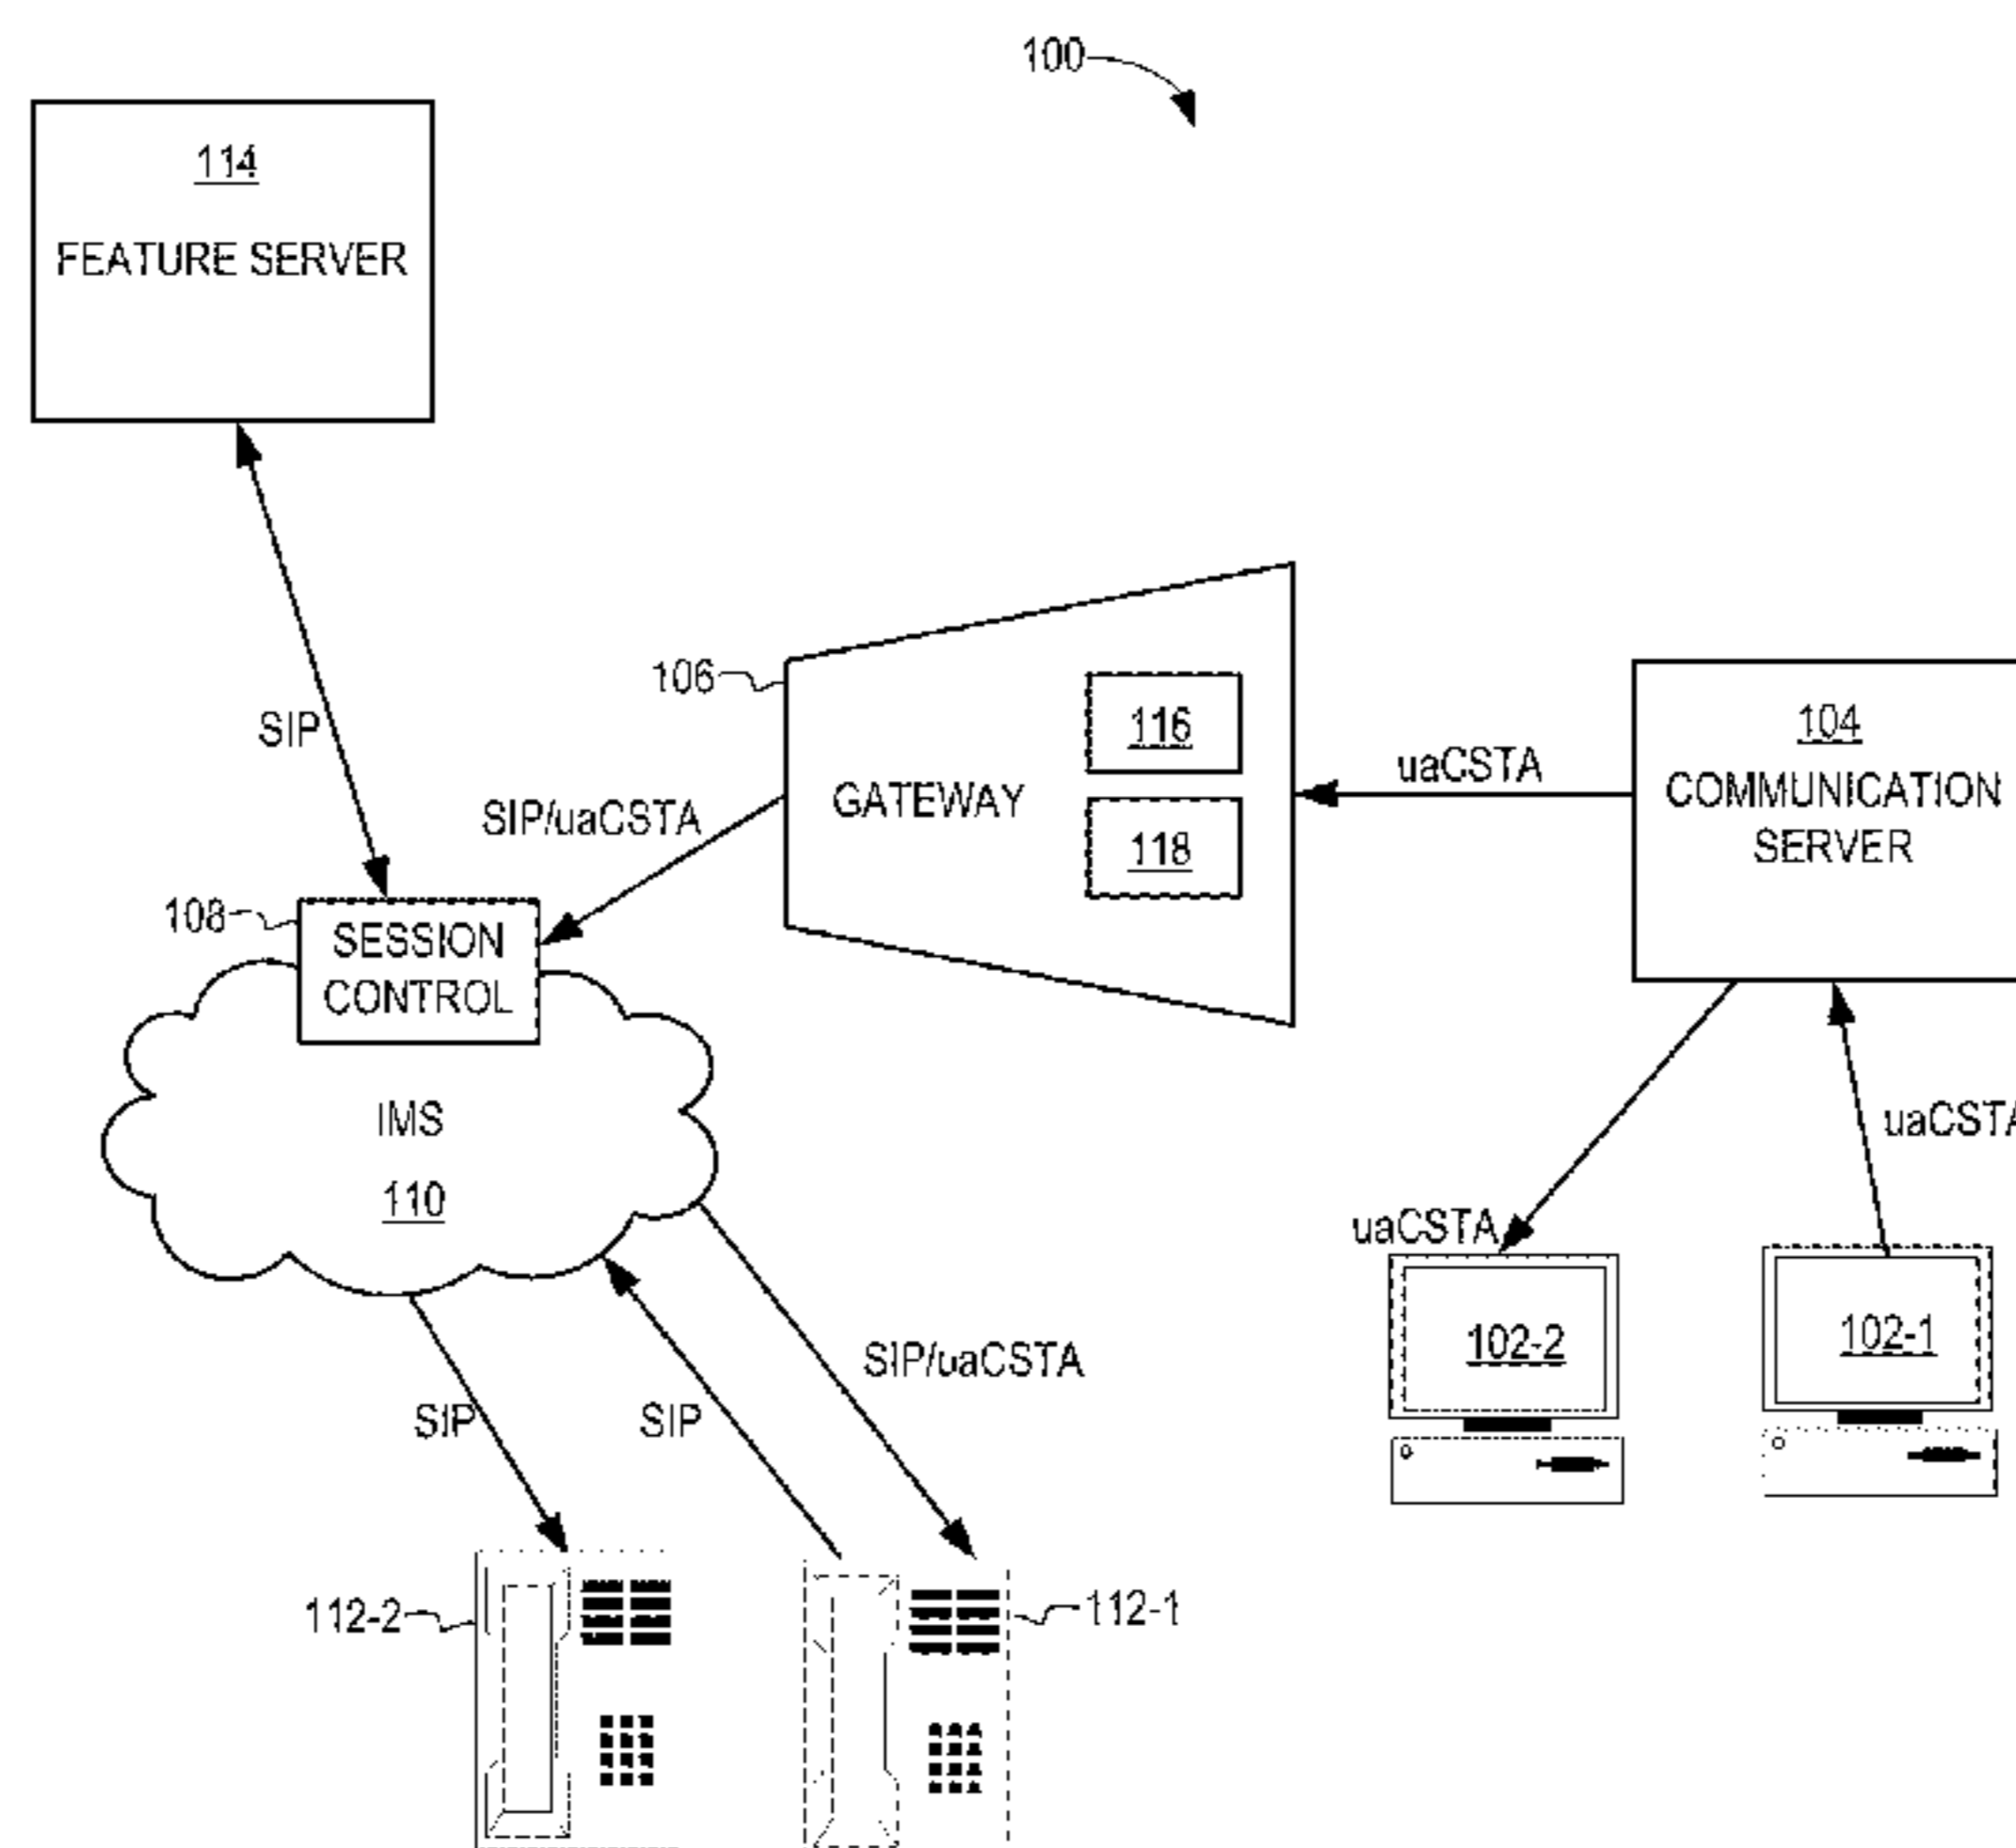 100
114
FEATURE SERVER
SIP
106
116
GATEWAY
118
SIP/uaCSTA
uaCSTA
104
COMMUNICATION
SERVER
108
SESSION
CONTROL
IMS
110
uaCSTA
uaCSTA
102-2
102-1
SIP
SIP
SIP/uaCSTA
112-2
112-1